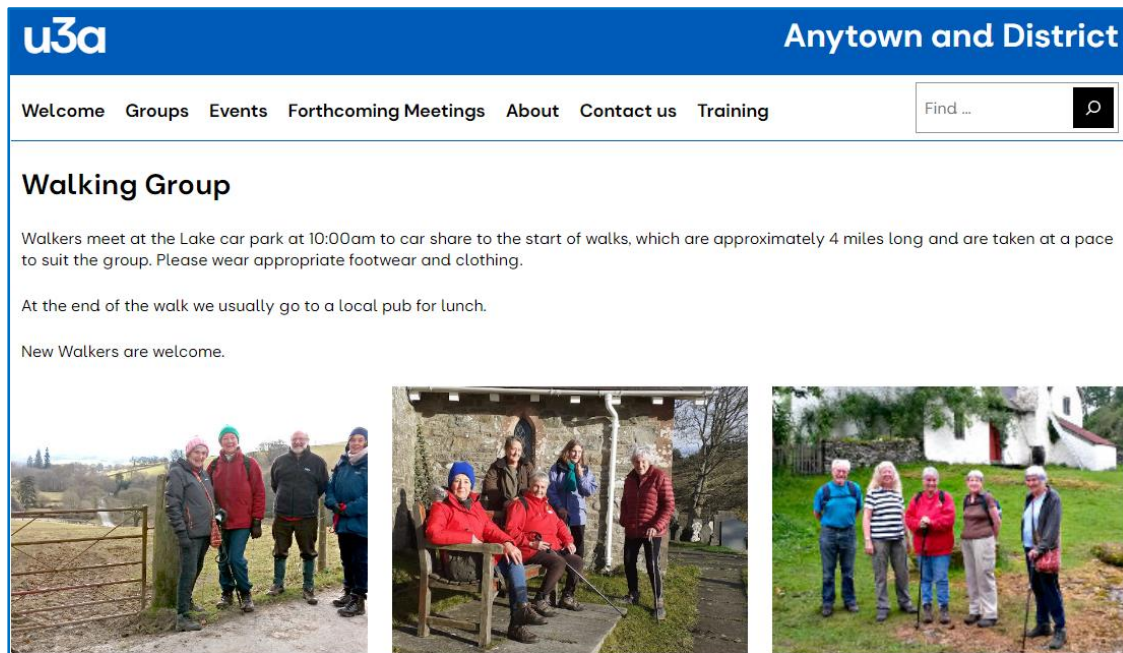 u3a
Anytown and District
Welcome Groups Events Forthcoming Meetings About Contact us Training
Find ...
Walking Group
Walkers meet at the Lake car park at 10:00am to car share to the start of walks, which are approximately 4 miles long and are taken at a pace
to suit the group. Please wear appropriate footwear and clothing.
At the end of the walk we usually go to a local pub for lunch.
New Walkers are welcome.